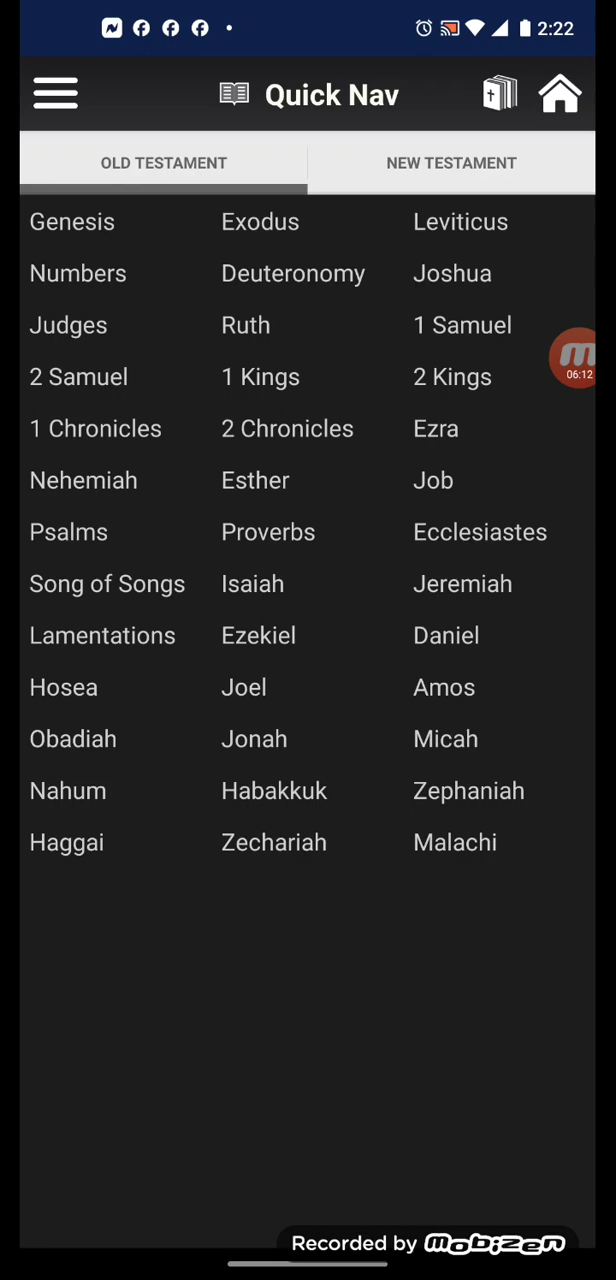 2:22
Quick Nav
OLD TESTAMENT NEW TESTAMENT
Genesis Exodus Leviticus
Numbers Deuteronomy Joshua
Judges Ruth 1 Samuel
2 Samuel 1 Kings 2 Kings
06:12
1 Chronicles 2 Chronicles Ezra
Nehemiah Esther Job
Psalms Proverbs Ecclesiastes
Song of Songs Isaiah Jeremiah
Lamentations Ezekiel Daniel
Hosea Joel Amos
Obadiah Jonah Micah
Nahum Habakkuk Zephaniah
Haggai Zechariah Malachi
Recorded by mobizen